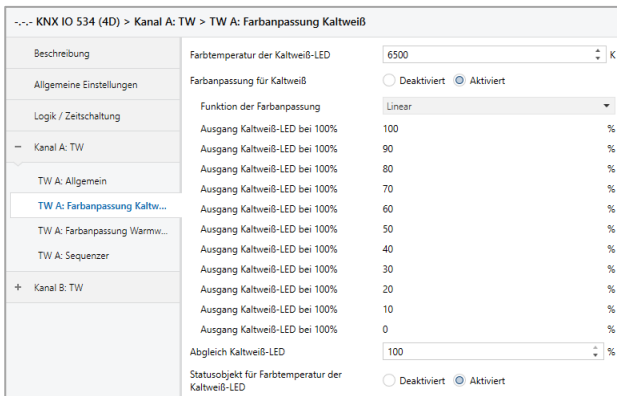 -.-.- KNX IO 534 (4D) > Kanal A: TW > TW A: Farbanpassung Kaltweiß
Beschreibung
Allgemeine Einstellungen
Logik / Zeitschaltung
− Kanal A: TW
TW A: Allgemein
TW A: Farbanpassung Kaltw...
TW A: Farbanpassung Warmw...
TW A: Sequenzer
+ Kanal B: TW
Farbtemperatur der Kaltweiß-LED 6500 K
Farbanpassung für Kaltweiß Deaktiviert Aktiviert
Funktion der Farbanpassung Linear
Ausgang Kaltweiß-LED bei 100% 100 %
Ausgang Kaltweiß-LED bei 100% 90 %
Ausgang Kaltweiß-LED bei 100% 80 %
Ausgang Kaltweiß-LED bei 100% 70 %
Ausgang Kaltweiß-LED bei 100% 60 %
Ausgang Kaltweiß-LED bei 100% 50 %
Ausgang Kaltweiß-LED bei 100% 40 %
Ausgang Kaltweiß-LED bei 100% 30 %
Ausgang Kaltweiß-LED bei 100% 20 %
Ausgang Kaltweiß-LED bei 100% 10 %
Ausgang Kaltweiß-LED bei 100% 0 %
Abgleich Kaltweiß-LED 100 %
Statusobjekt für Farbtemperatur der
Kaltweiß-LED Deaktiviert Aktiviert